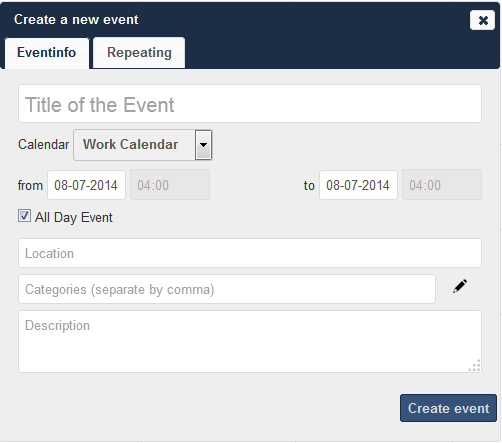 Create a new event
Eventinfo Repeating
Title of the Event
Calendar Work Calendar
from 08-07-2014 04:00 to 08-07-2014 04:00
All Day Event
Location
Categories (separate by comma)
Description
Create event